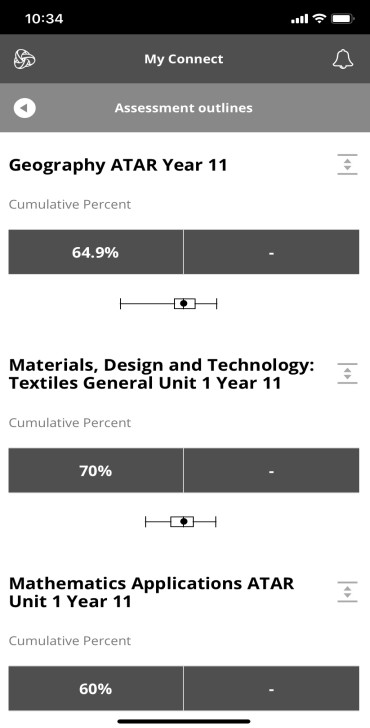 10:34
My Connect
Assessment outlines
Geography ATAR Year 11
Cumulative Percent
64.9% -
Materials, Design and Technology:
Textiles General Unit 1 Year 11
Cumulative Percent
70% -
Mathematics Applications ATAR
Unit 1 Year 11
Cumulative Percent
60% -